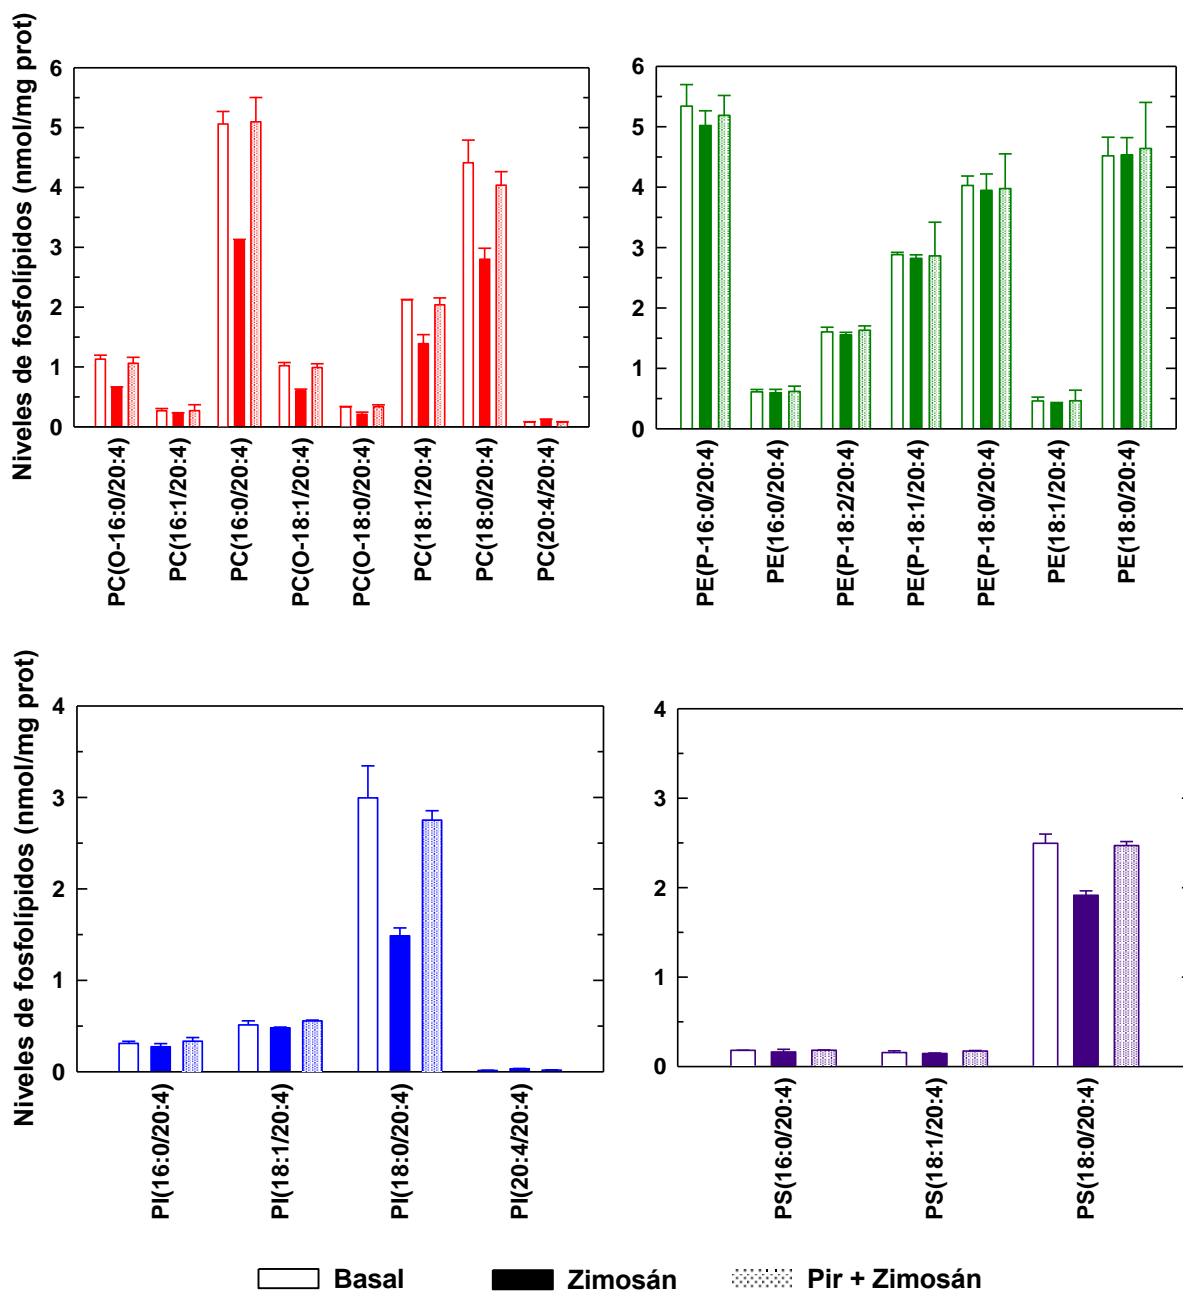 Niveles de fosfolípidos (nmol/mg prot)
6
5
4
3
2
1
0
PC(O-16:0/20:4)
PC(16:1/20:4)
PC(16:0/20:4)
PC(O-18:1/20:4)
PC(O-18:0/20:4)
PC(18:1/20:4)
PC(18:0/20:4)
PC(20:4/20:4)
6
5
4
3
2
1
0
PE(P-16:0/20:4)
PE(16:0/20:4)
PE(P-18:2/20:4)
PE(P-18:1/20:4)
PE(P-18:0/20:4)
PE(18:1/20:4)
PE(18:0/20:4)
Niveles de fosfolípidos (nmol/mg prot)
4
3
2
1
0
PI(16:0/20:4)
PI(18:1/20:4)
PI(18:0/20:4)
PI(20:4/20:4)
4
3
2
1
0
PS(16:0/20:4)
PS(18:1/20:4)
PS(18:0/20:4)
Basal
Zimosán
Pir + Zimosán